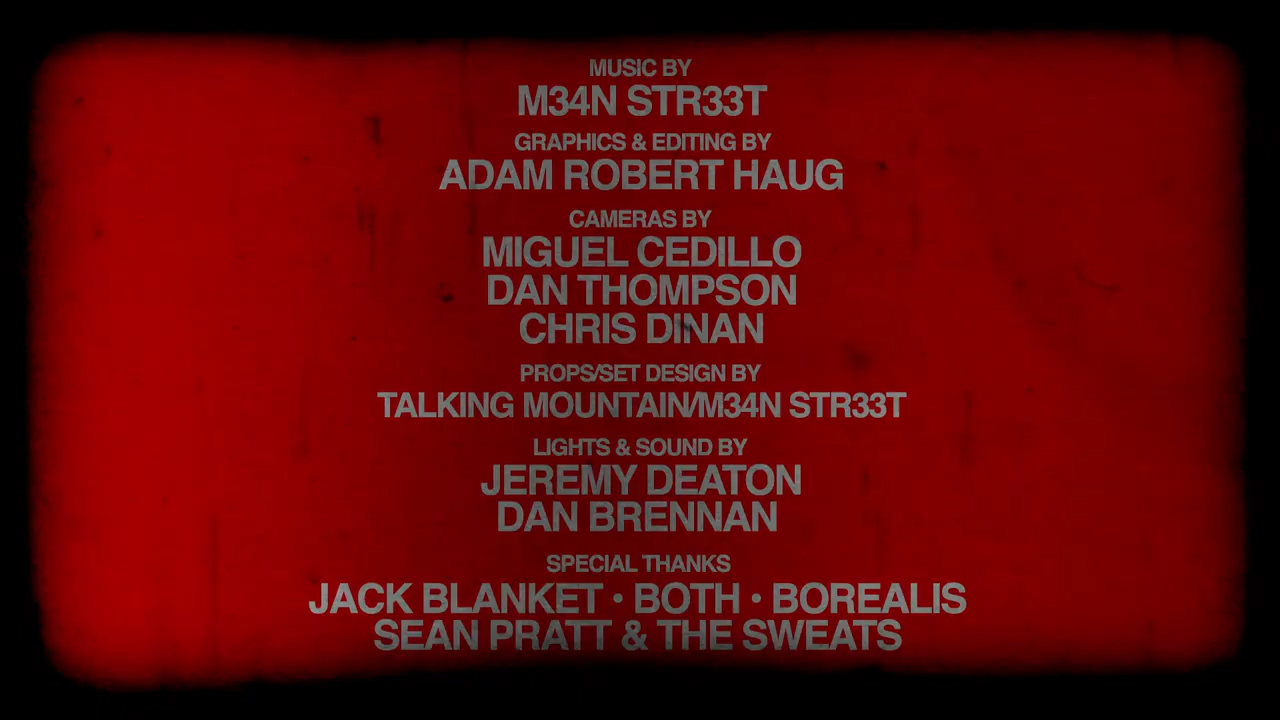 MUSIC BY
M34N STR33T
GRAPHICS & EDITING BY
ADAM ROBERT HAUG
CAMERAS BY
MIGUEL CEDILLO
DAN THOMPSON
CHRIS DINAN
PROPS/SET DESIGN BY
TALKING MOUNTAIN/M34N STR33T
LIGHTS & SOUND BY
JEREMY DEATON
DAN BRENNAN
SPECIAL THANKS
JACK BLANKET • BOTH • BOREALIS
SEAN PRATT & THE SWEATS